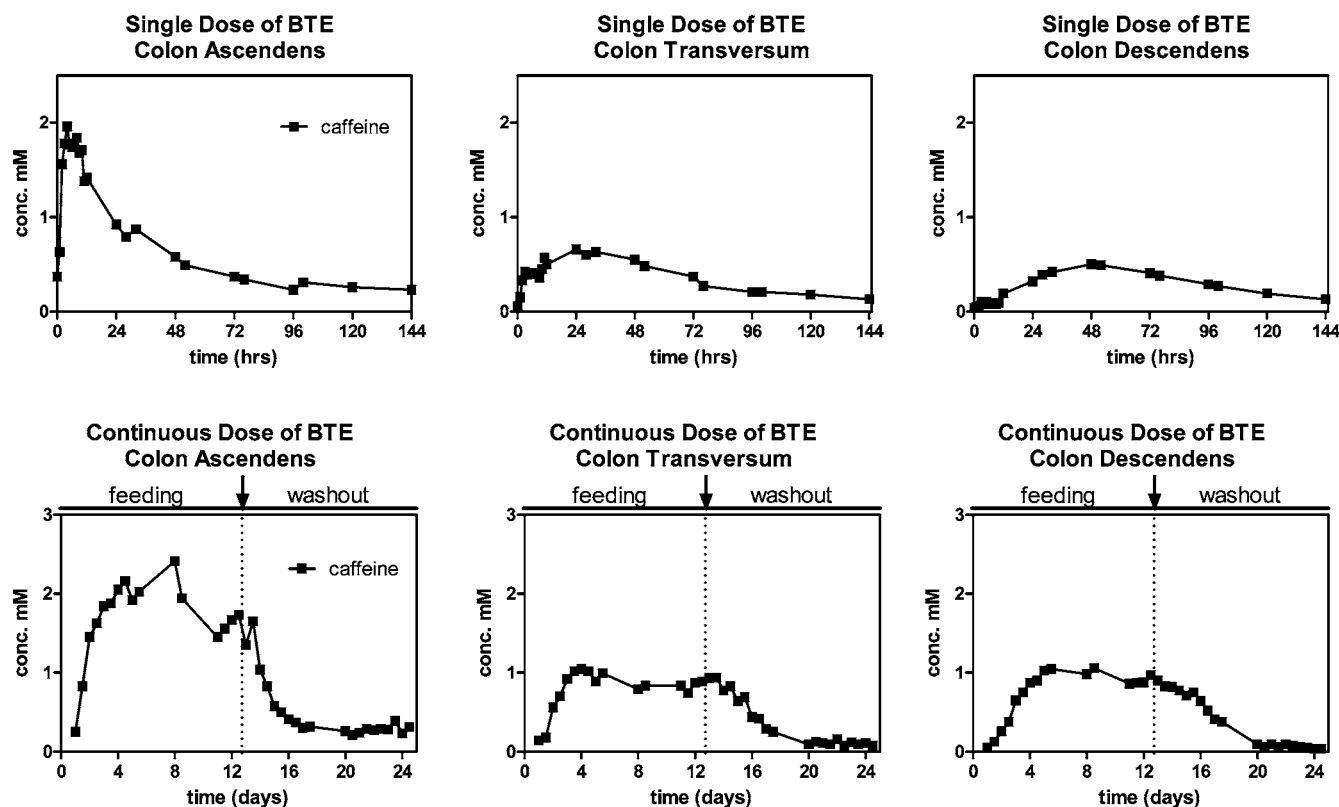 Single Dose of BTE
Colon Ascendens
Single Dose of BTE
Colon Transversum
Single Dose of BTE
Colon Descendens
conc. mM
2
1
0
caffeine
0 24 48 72 96 120 144
time (hrs)
conc. mM
2
1
0
0 24 48 72 96 120 144
time (hrs)
conc. mM
2
1
0
0 24 48 72 96 120 144
time (hrs)
Continuous Dose of BTE
Colon Ascendens
feeding washout
conc. mM
3
2
1
0
caffeine
0 4 8 12 16 20 24
time (days)
Continuous Dose of BTE
Colon Transversum
feeding washout
conc. mM
3
2
1
0
0 4 8 12 16 20 24
time (days)
Continuous Dose of BTE
Colon Descendens
feeding washout
conc. mM
3
2
1
0
0 4 8 12 16 20 24
time (days)